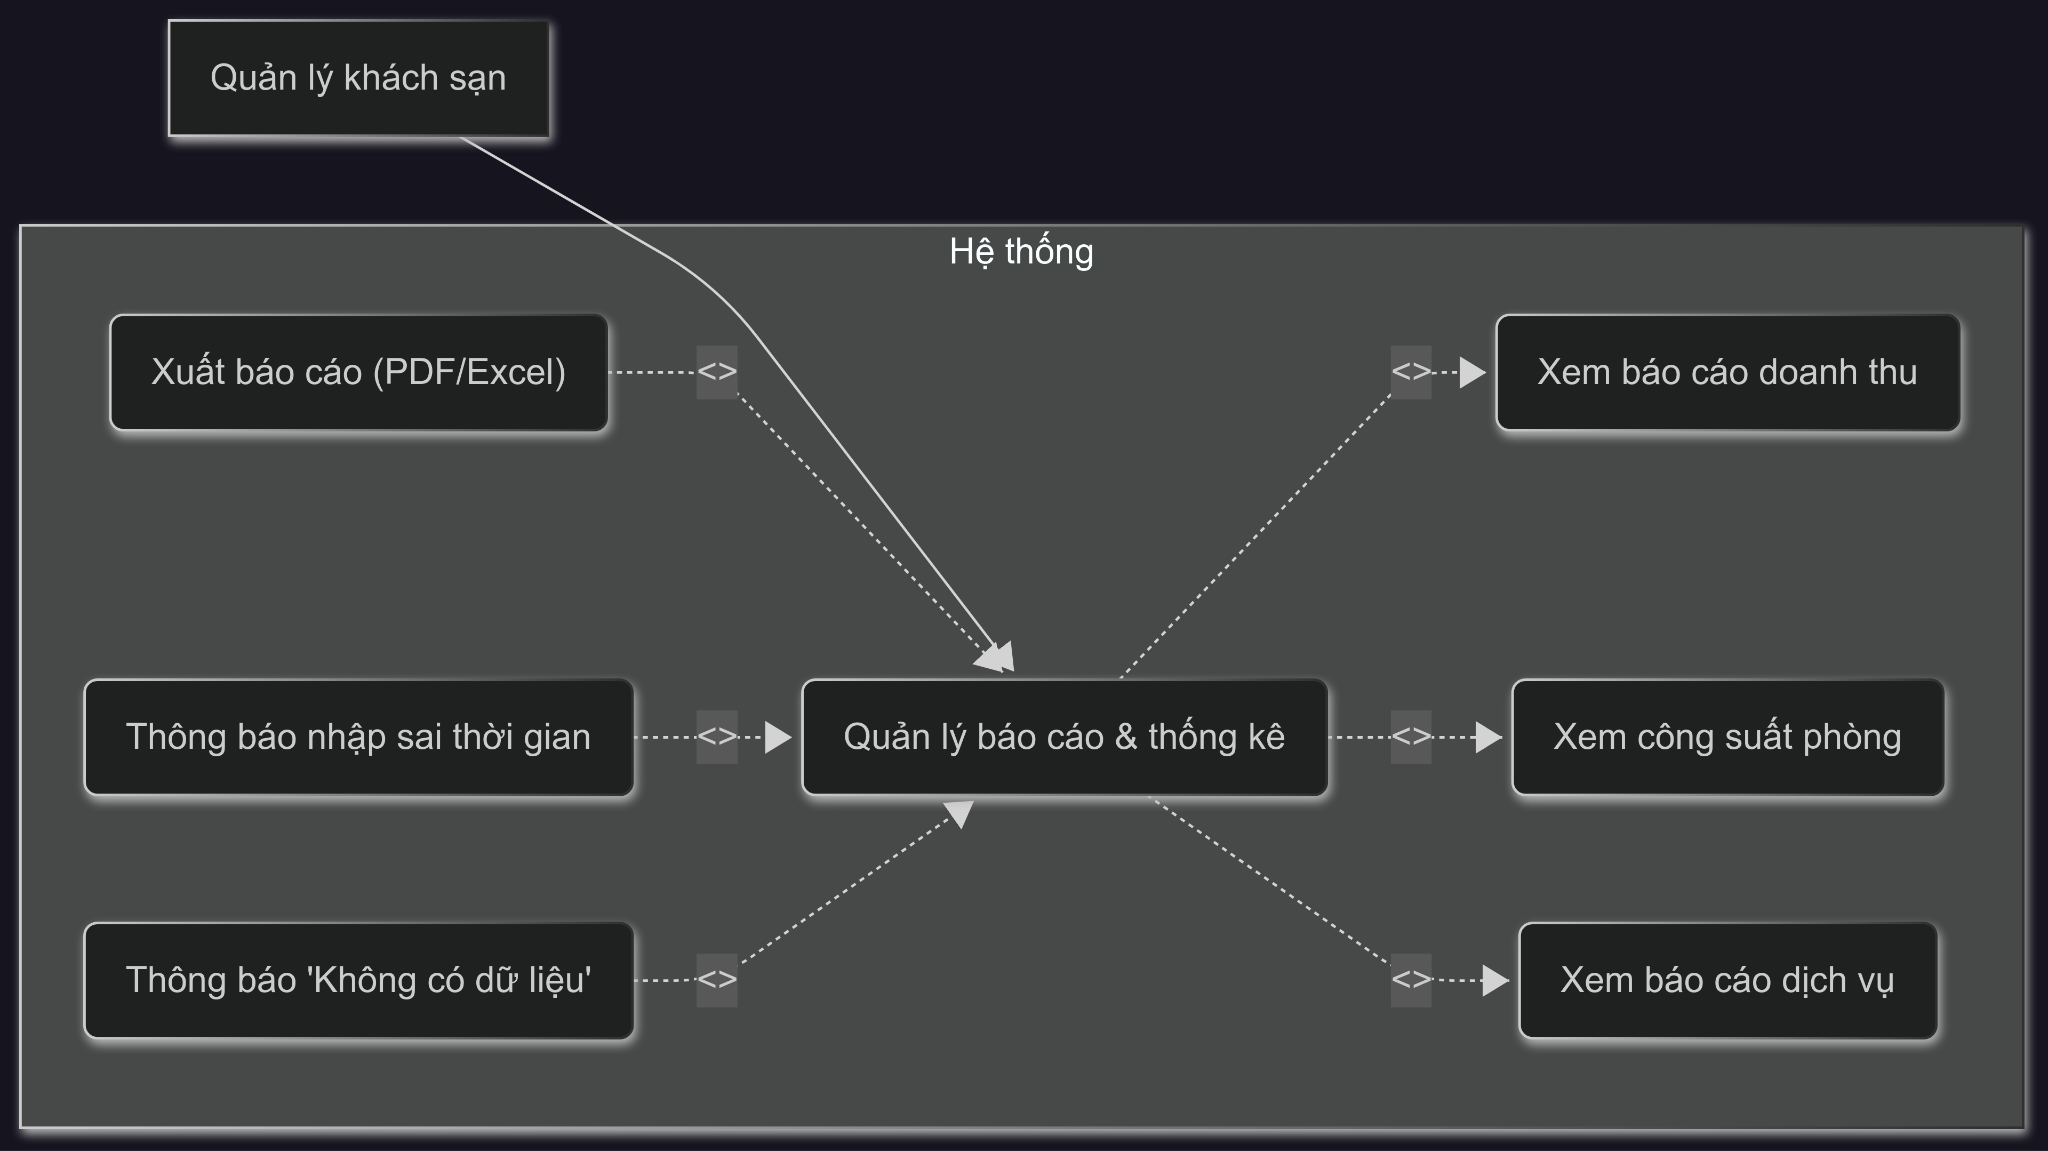 Quản lý khách sạn
Hệ thống
Xuất báo cáo (PDF/Excel)
<>
<>
Xem báo cáo doanh thu
Thông báo nhập sai thời gian
<>
Quản lý báo cáo & thống kê
<>
Xem công suất phòng
Thông báo 'Không có dữ liệu'
<>
<>
Xem báo cáo dịch vụ